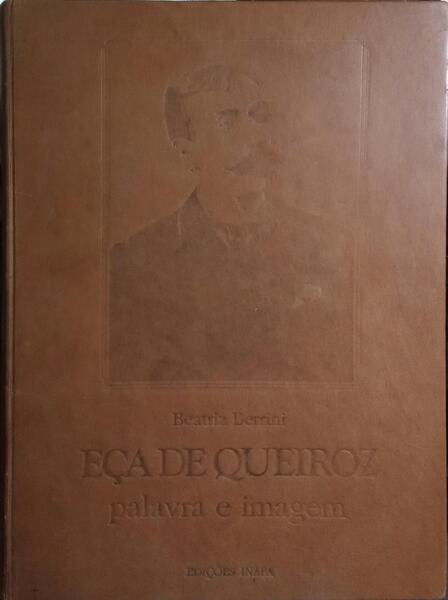 Beatriz Berrini
EÇA DE QUEIROZ
palavra e imagem
EDIÇÕES INAPA